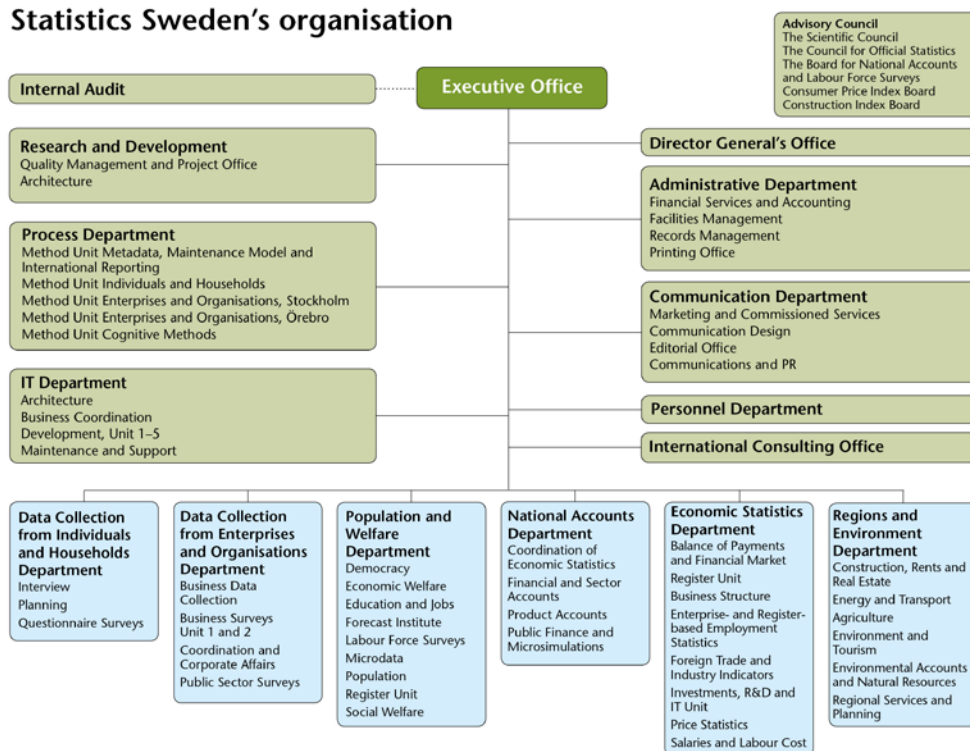 Statistics Sweden's organisation
Advisory Council
The Scientific Council
The Council for Official Statistics
The Board for National Accounts
and Labour Force Surveys
Consumer Price Index Board
Construction Index Board
Executive Office
Internal Audit
Research and Development
Quality Management and Project Office
Architecture
Process Department
Method Unit Metadata, Maintenance Model and
International Reporting
Method Unit Individuals and Households
Method Unit Enterprises and Organisations, Stockholm
Method Unit Enterprises and Organisations, Örebro
Method Unit Cognitive Methods
IT Department
Architecture
Business Coordination
Development, Unit 1–5
Maintenance and Support
Director General's Office
Administrative Department
Financial Services and Accounting
Facilities Management
Records Management
Printing Office
Communication Department
Marketing and Commissioned Services
Communication Design
Editorial Office
Communications and PR
Personnel Department
International Consulting Office
Data Collection
from Individuals
and Households
Department
Interview
Planning
Questionnaire Surveys
Data Collection
from Enterprises
and Organisations
Department
Business Data
Collection
Business Surveys
Unit 1 and 2
Coordination and
Corporate Affairs
Public Sector Surveys
Population and
Welfare
Department
Democracy
Economic Welfare
Education and Jobs
Forecast Institute
Labour Force Surveys
Microdata
Population
Register Unit
Social Welfare
National Accounts
Department
Coordination of
Economic Statistics
Financial and Sector
Accounts
Product Accounts
Public Finance and
Microsimulations
Economic Statistics
Department
Balance of Payments
and Financial Market
Register Unit
Business Structure
Enterprise- and Register-
based Employment
Statistics
Foreign Trade and
Industry Indicators
Investments, R&D and
IT Unit
Price Statistics
Salaries and Labour Cost
Regions and
Environment
Department
Construction, Rents and
Real Estate
Energy and Transport
Agriculture
Environment and
Tourism
Environmental Accounts
and Natural Resources
Regional Services and
Planning